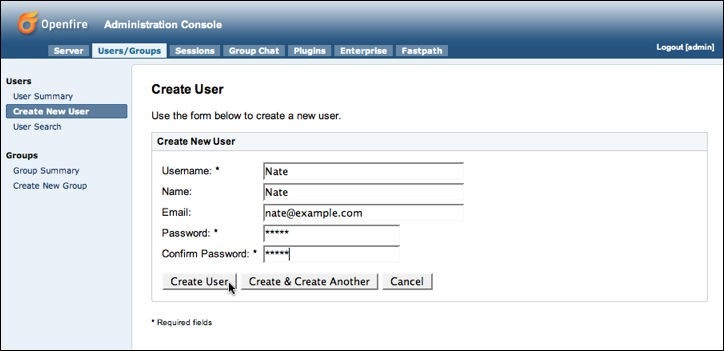 Openfire Administration Console
Server Users/Groups Sessions Group Chat Plugins Enterprise Fastpath Logout [admin]
Users
User Summary
Create New User
User Search
Groups
Group Summary
Create New Group
Create User
Use the form below to create a new user.
Create New User
Username: * Nate
Name: Nate
Email: nate@example.com
Password: * *****
Confirm Password: * *****
Create User Create & Create Another Cancel
* Required fields